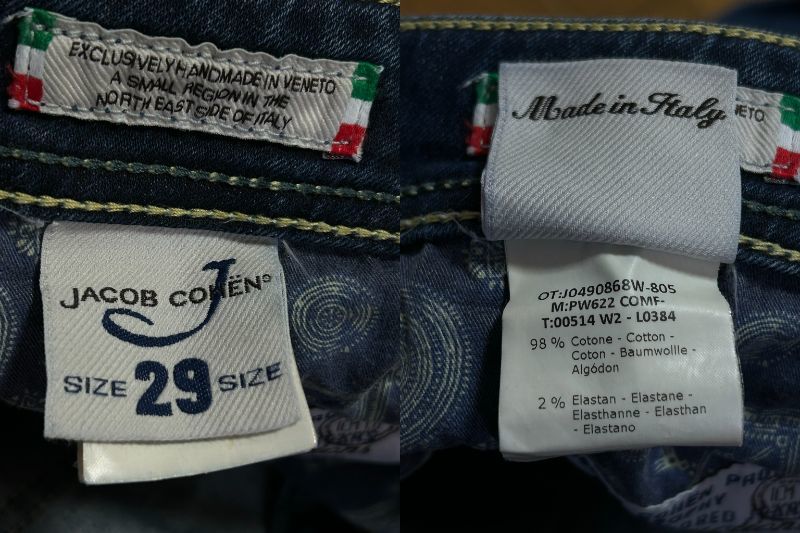 EXCLUSIVELY HANDMADE IN VENETO
A SMALL REGION IN THE
NORTH EAST SIDE OF ITALY
JACOB COHËN
SIZE 29 SIZE
Made in Italy
VENETO
OT:J0490868W-805
M:PW622 COMF-
T:00514 W2 - L0384
98 % Cotone - Cotton -
Coton - Baumwollle -
Algódon
2 % Elastan - Elastane -
Elasthanne - Elasthan
- Elastano